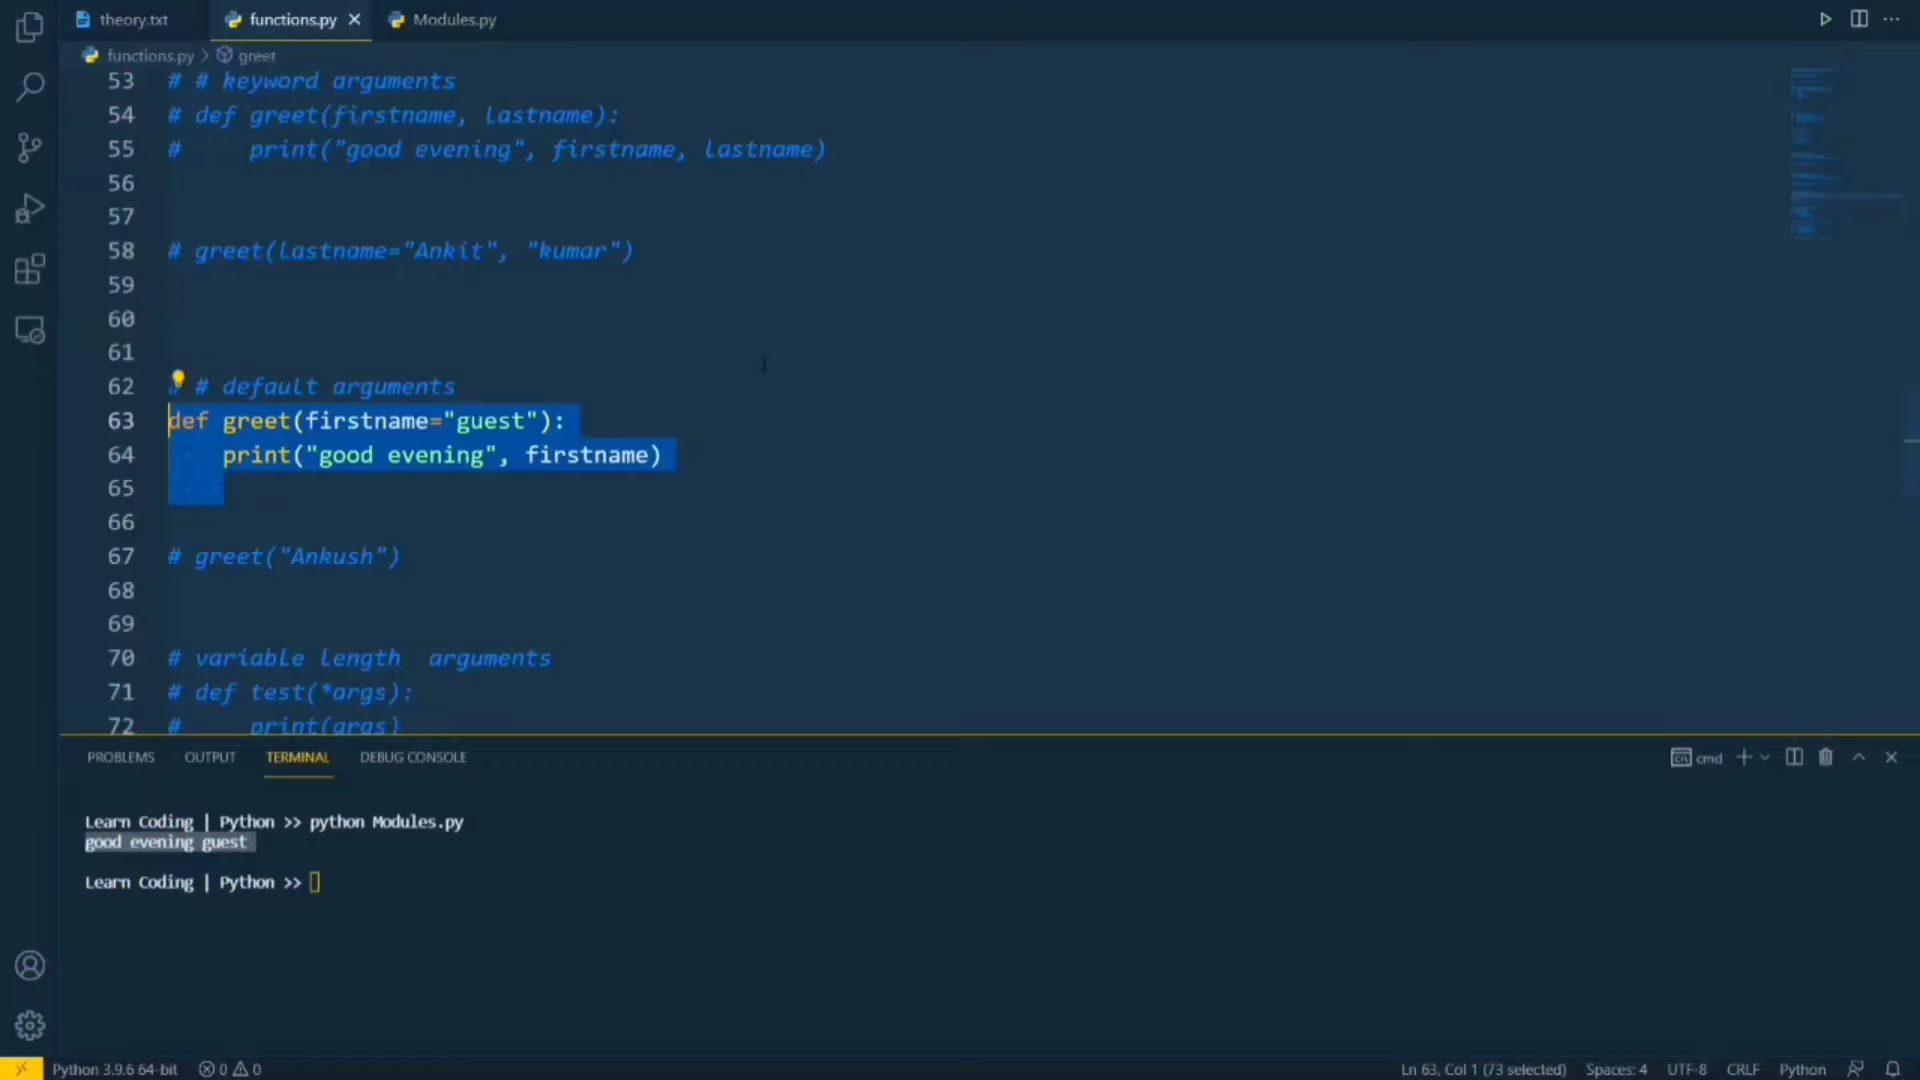 theory.txt functions.py Modules.py
functions.py > greet
53 # # keyword arguments
54 # def greet(firstname, lastname):
55 #     print("good evening", firstname, lastname)
56
57
58 # greet(lastname="Ankit", "kumar")
59
60
61
62 # # default arguments
63 def greet(firstname="guest"):
64     print("good evening", firstname)
65
66
67 # greet("Ankush")
68
69
70 # variable length  arguments
71 # def test(*args):
72 #     print(args)
PROBLEMS OUTPUT TERMINAL DEBUG CONSOLE cmd
Learn Coding | Python >> python Modules.py
good evening guest
Learn Coding | Python >>
Python 3.9.6 64-bit 0 0 Ln 63, Col 1 (73 selected) Spaces: 4 UTF-8 CRLF Python